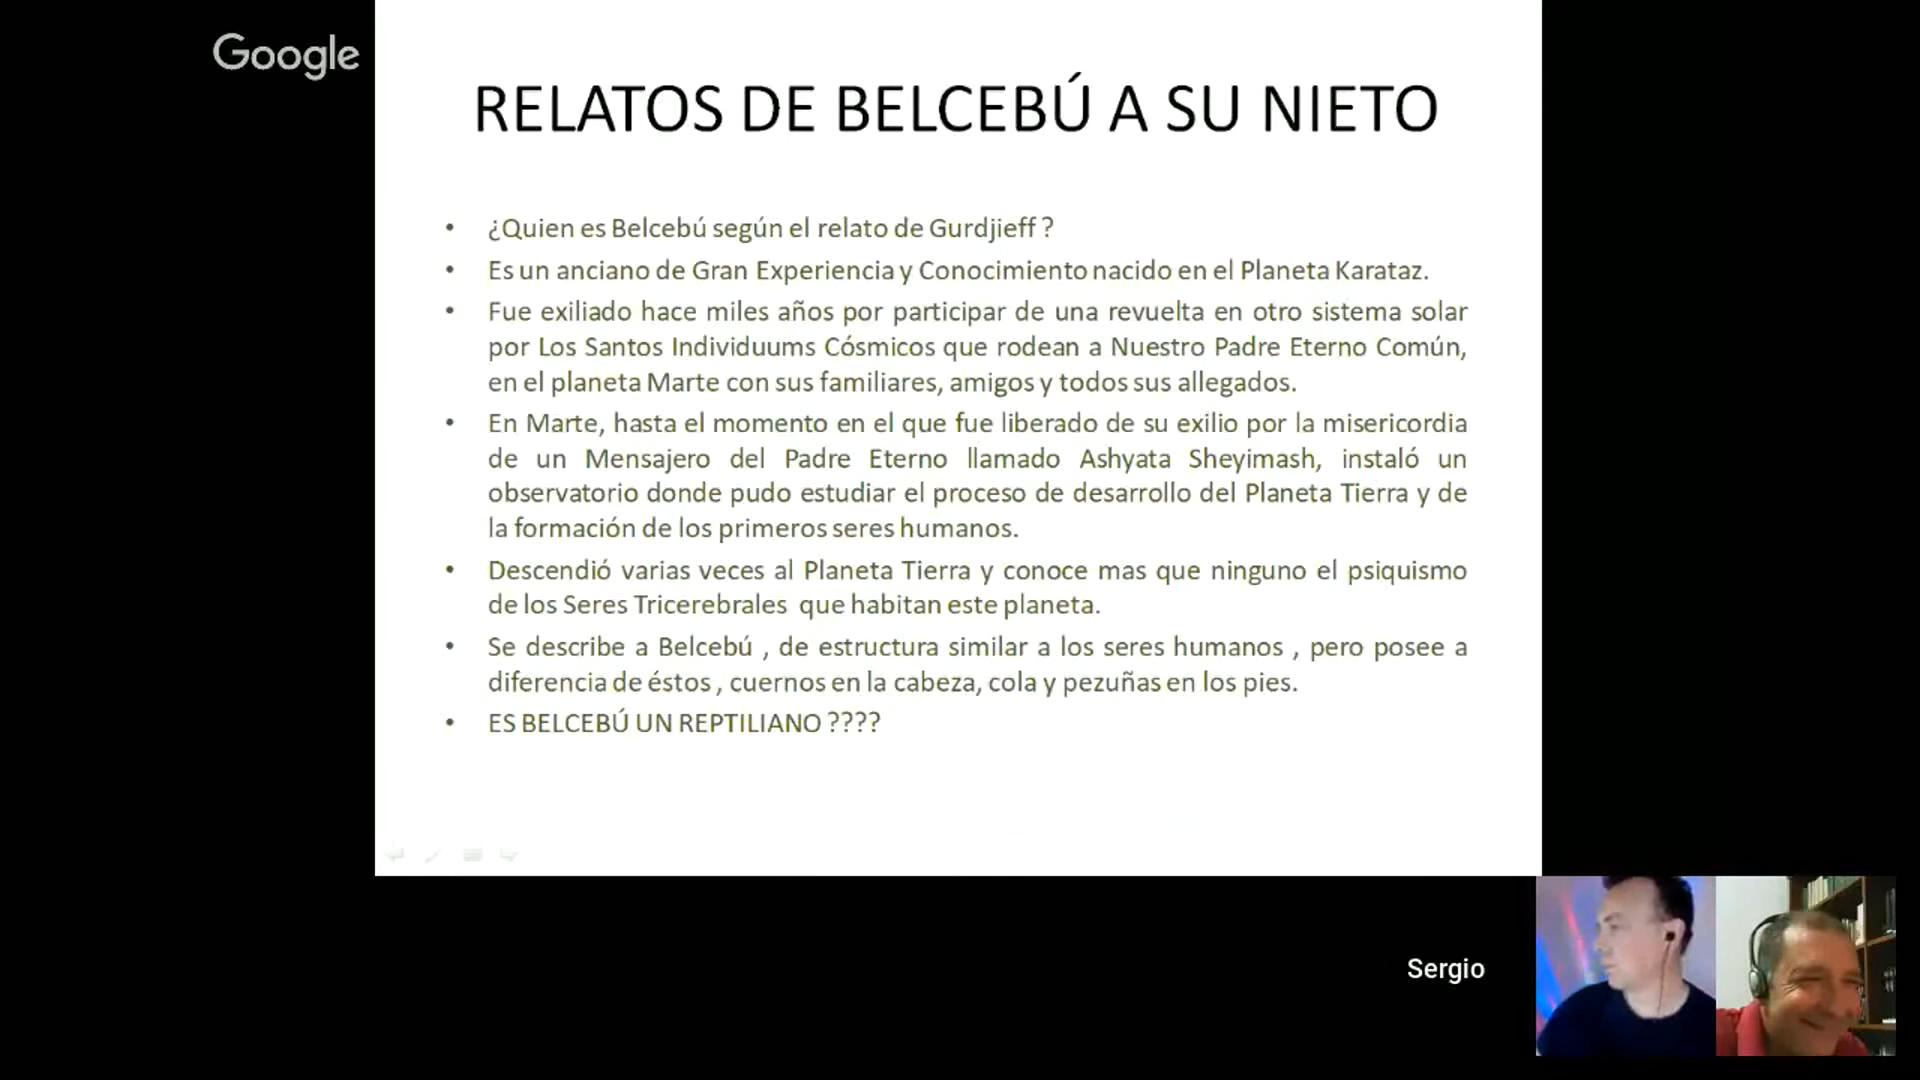 Google
RELATOS DE BELCEBÚ A SU NIETO
• ¿Quien es Belcebú según el relato de Gurdjieff ?
• Es un anciano de Gran Experiencia y Conocimiento nacido en el Planeta Karataz.
• Fue exiliado hace miles años por participar de una revuelta en otro sistema solar
por Los Santos Individuums Cósmicos que rodean a Nuestro Padre Eterno Común,
en el planeta Marte con sus familiares, amigos y todos sus allegados.
• En Marte, hasta el momento en el que fue liberado de su exilio por la misericordia
de un Mensajero del Padre Eterno llamado Ashyata Sheyimash, instaló un
observatorio donde pudo estudiar el proceso de desarrollo del Planeta Tierra y de
la formación de los primeros seres humanos.
• Descendió varias veces al Planeta Tierra y conoce mas que ninguno el psiquismo
de los Seres Tricerebrales que habitan este planeta.
• Se describe a Belcebú , de estructura similar a los seres humanos , pero posee a
diferencia de éstos , cuernos en la cabeza, cola y pezuñas en los pies.
• ES BELCEBÚ UN REPTILIANO ????
Sergio